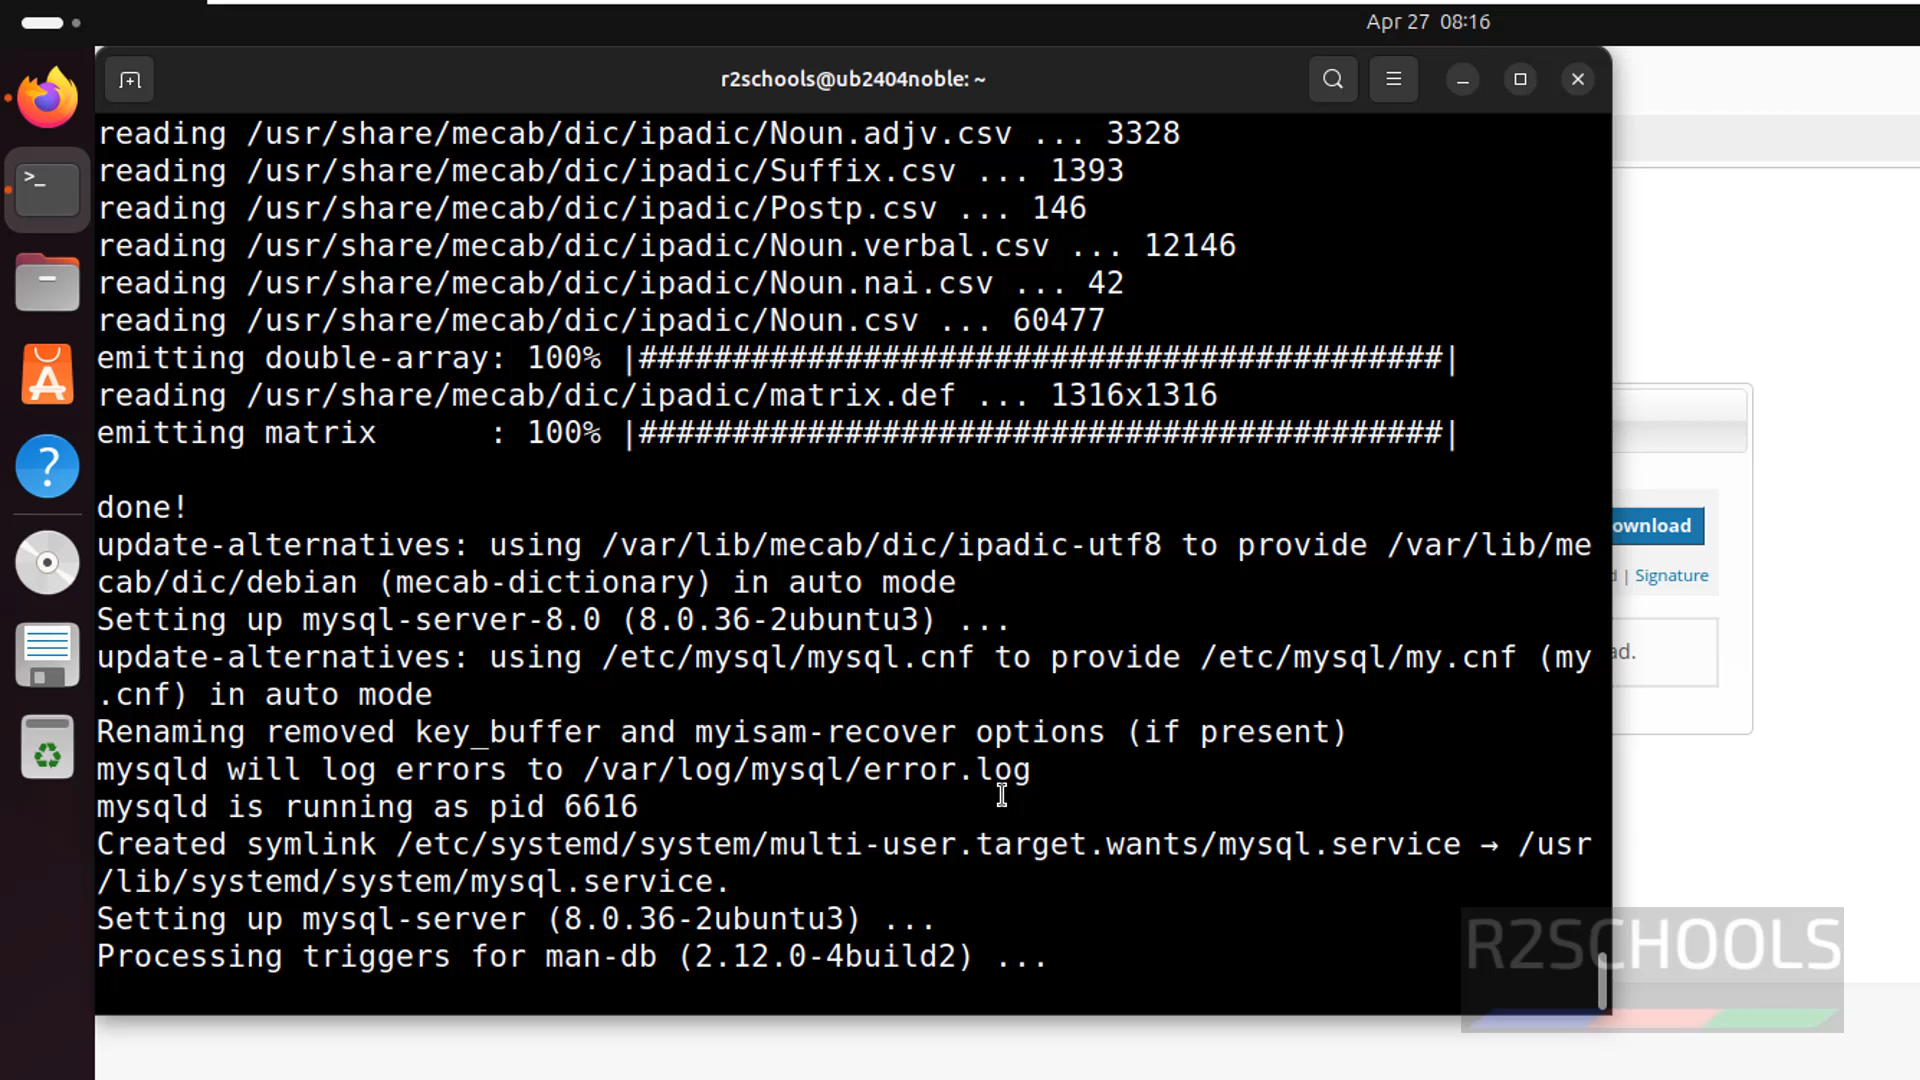 Apr 27 08:16
r2schools@ub2404noble: ~
reading /usr/share/mecab/dic/ipadic/Noun.adjv.csv ... 3328
reading /usr/share/mecab/dic/ipadic/Suffix.csv ... 1393
reading /usr/share/mecab/dic/ipadic/Postp.csv ... 146
reading /usr/share/mecab/dic/ipadic/Noun.verbal.csv ... 12146
reading /usr/share/mecab/dic/ipadic/Noun.nai.csv ... 42
reading /usr/share/mecab/dic/ipadic/Noun.csv ... 60477
emitting double-array: 100% |###########################################|
reading /usr/share/mecab/dic/ipadic/matrix.def ... 1316x1316
emitting matrix      : 100% |###########################################|
done!
update-alternatives: using /var/lib/mecab/dic/ipadic-utf8 to provide /var/lib/me
cab/dic/debian (mecab-dictionary) in auto mode
Setting up mysql-server-8.0 (8.0.36-2ubuntu3) ...
update-alternatives: using /etc/mysql/mysql.cnf to provide /etc/mysql/my.cnf (my
.cnf) in auto mode
Renaming removed key_buffer and myisam-recover options (if present)
mysqld will log errors to /var/log/mysql/error.log
mysqld is running as pid 6616
Created symlink /etc/systemd/system/multi-user.target.wants/mysql.service → /usr
/lib/systemd/system/mysql.service.
Setting up mysql-server (8.0.36-2ubuntu3) ...
Processing triggers for man-db (2.12.0-4build2) ...
ownload
| Signature
ad.
R2SCHOOLS